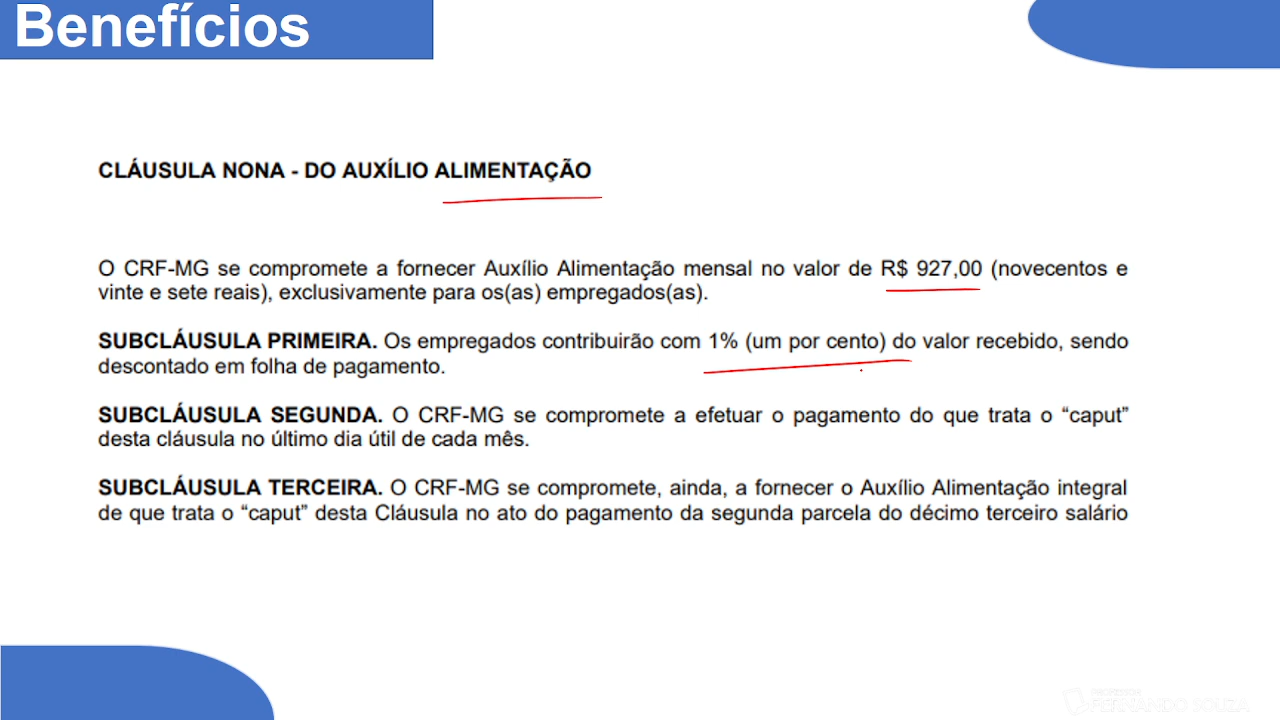 Benefícios
CLÁUSULA NONA - DO AUXÍLIO ALIMENTAÇÃO
O CRF-MG se compromete a fornecer Auxílio Alimentação mensal no valor de R$ 927,00 (novecentos e
vinte e sete reais), exclusivamente para os(as) empregados(as).
SUBCLÁUSULA PRIMEIRA. Os empregados contribuirão com 1% (um por cento) do valor recebido, sendo
descontado em folha de pagamento.
SUBCLÁUSULA SEGUNDA. O CRF-MG se compromete a efetuar o pagamento do que trata o “caput”
desta cláusula no último dia útil de cada mês.
SUBCLÁUSULA TERCEIRA. O CRF-MG se compromete, ainda, a fornecer o Auxílio Alimentação integral
de que trata o “caput” desta Cláusula no ato do pagamento da segunda parcela do décimo terceiro salário
PROFESSOR
FERNANDO SOUZA